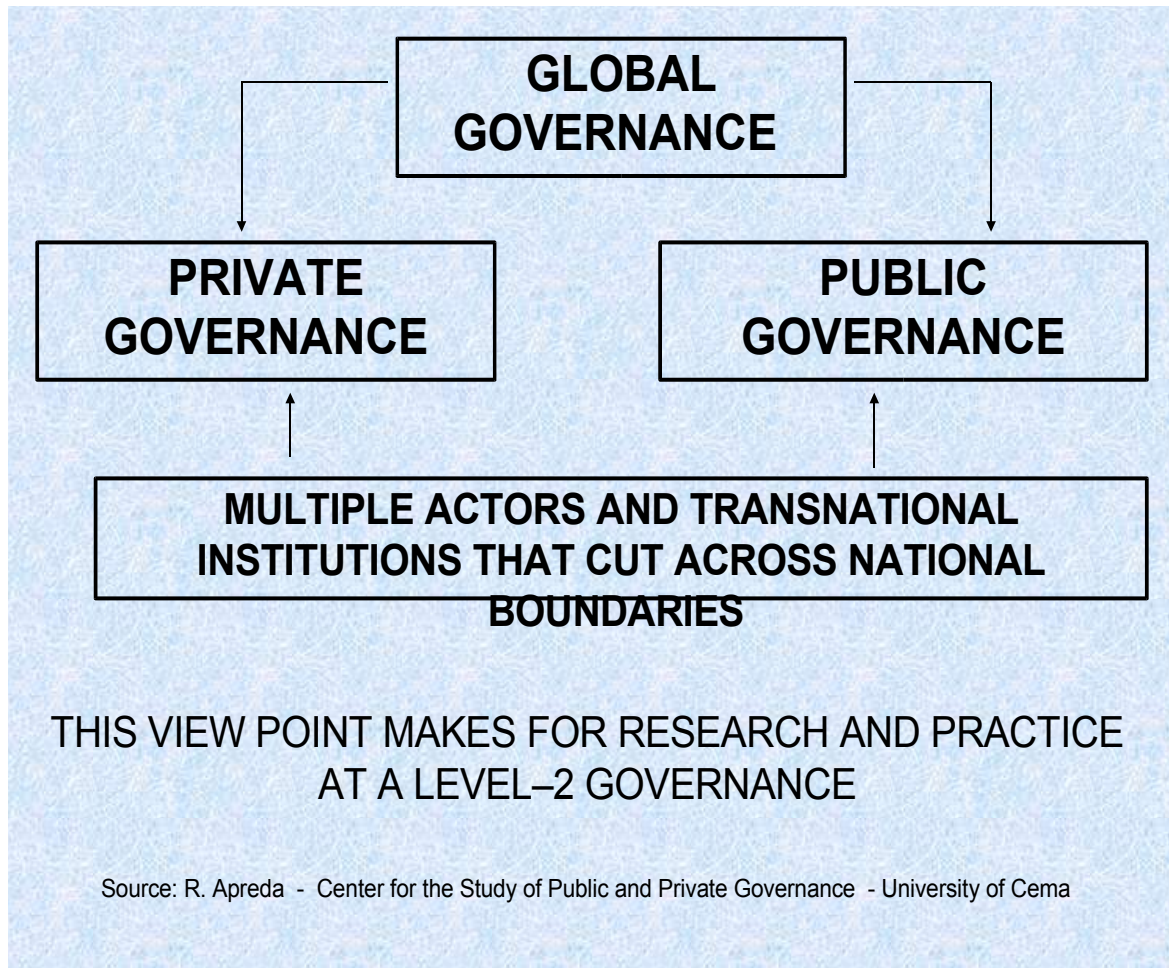 GLOBAL
GOVERNANCE
PRIVATE
GOVERNANCE
PUBLIC
GOVERNANCE
MULTIPLE ACTORS AND TRANSNATIONAL
INSTITUTIONS THAT CUT ACROSS NATIONAL
BOUNDARIES
THIS VIEW POINT MAKES FOR RESEARCH AND PRACTICE
AT A LEVEL–2 GOVERNANCE
Source: R. Apreda - Center for the Study of Public and Private Governance - University of Cema